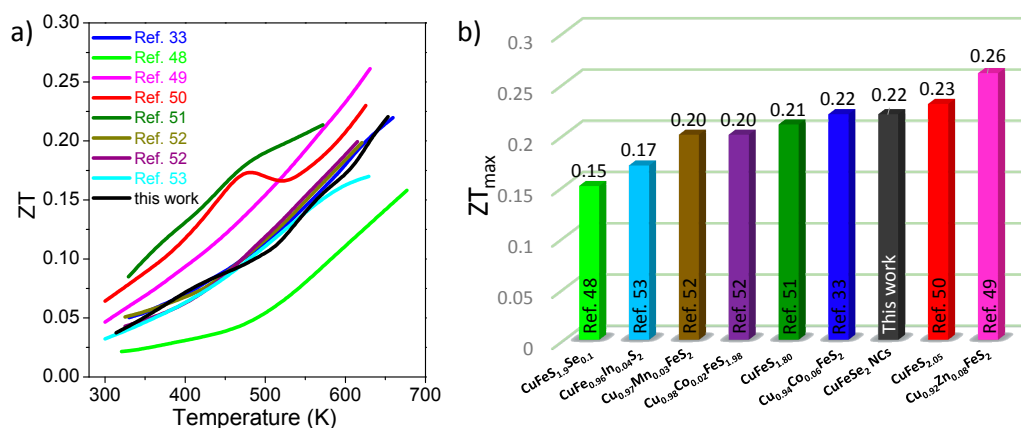 a)
ZT
0.30
0.25
0.20
0.15
0.10
0.05
0.00
Ref. 33
Ref. 48
Ref. 49
Ref. 50
Ref. 51
Ref. 52
Ref. 52
Ref. 53
this work
300 400 500 600 700
Temperature (K)
b)
ZTmax
0.3
0.25
0.2
0.15
0.1
0.05
0
0.15
0.17
0.20
0.20
0.21
0.22
0.22
0.23
0.26
Ref. 48
Ref. 53
Ref. 52
Ref. 52
Ref. 51
Ref. 33
This work
Ref. 50
Ref. 49
CuFeS1.9Se0.1
CuFe0.96In0.04S2
Cu0.97Mn0.03FeS2
Cu0.98Co0.02FeS1.98
CuFeS1.80
Cu0.94Co0.06FeS2
CuFeSe2 NCs
CuFeS2.05
Cu0.92Zn0.08FeS2